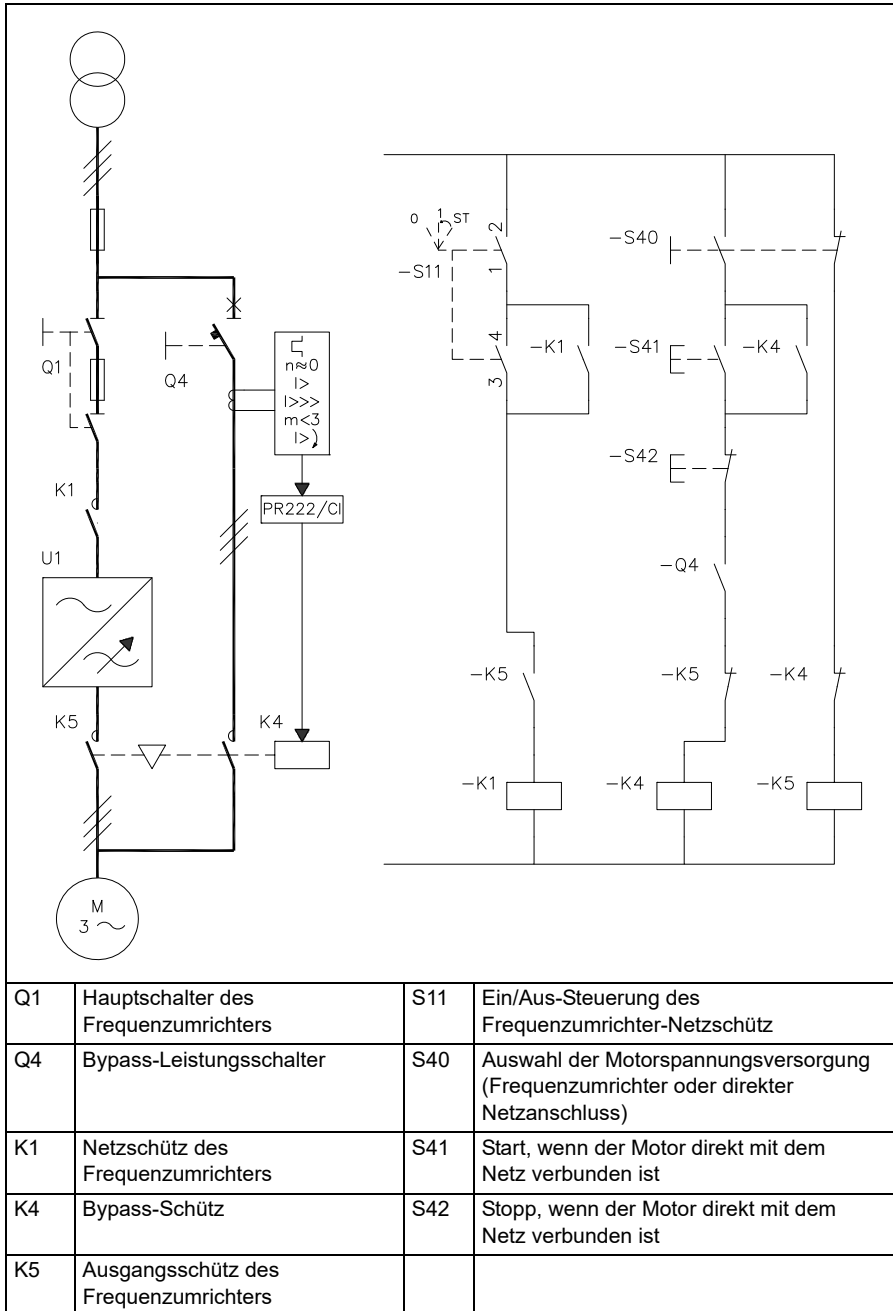 0 1 ST
2
1
-S11
4
3
-K1
-S40
-S41
-K4
-S42
-Q4
-K5
-K5
-K4
-K1
-K4
-K5
Q1
Q4
n≈0
I>
I>>>
m<3
I>
PR222/CI
K1
U1
K5
K4
M
3
Q1 Hauptschalter des
Frequenzumrichters
S11 Ein/Aus-Steuerung des
Frequenzumrichter-Netzschütz
Q4 Bypass-Leistungsschalter
S40 Auswahl der Motorspannungsversorgung
(Frequenzumrichter oder direkter
Netzanschluss)
K1 Netzschütz des
Frequenzumrichters
S41 Start, wenn der Motor direkt mit dem
Netz verbunden ist
K4 Bypass-Schütz
S42 Stopp, wenn der Motor direkt mit dem
Netz verbunden ist
K5 Ausgangsschütz des
Frequenzumrichters